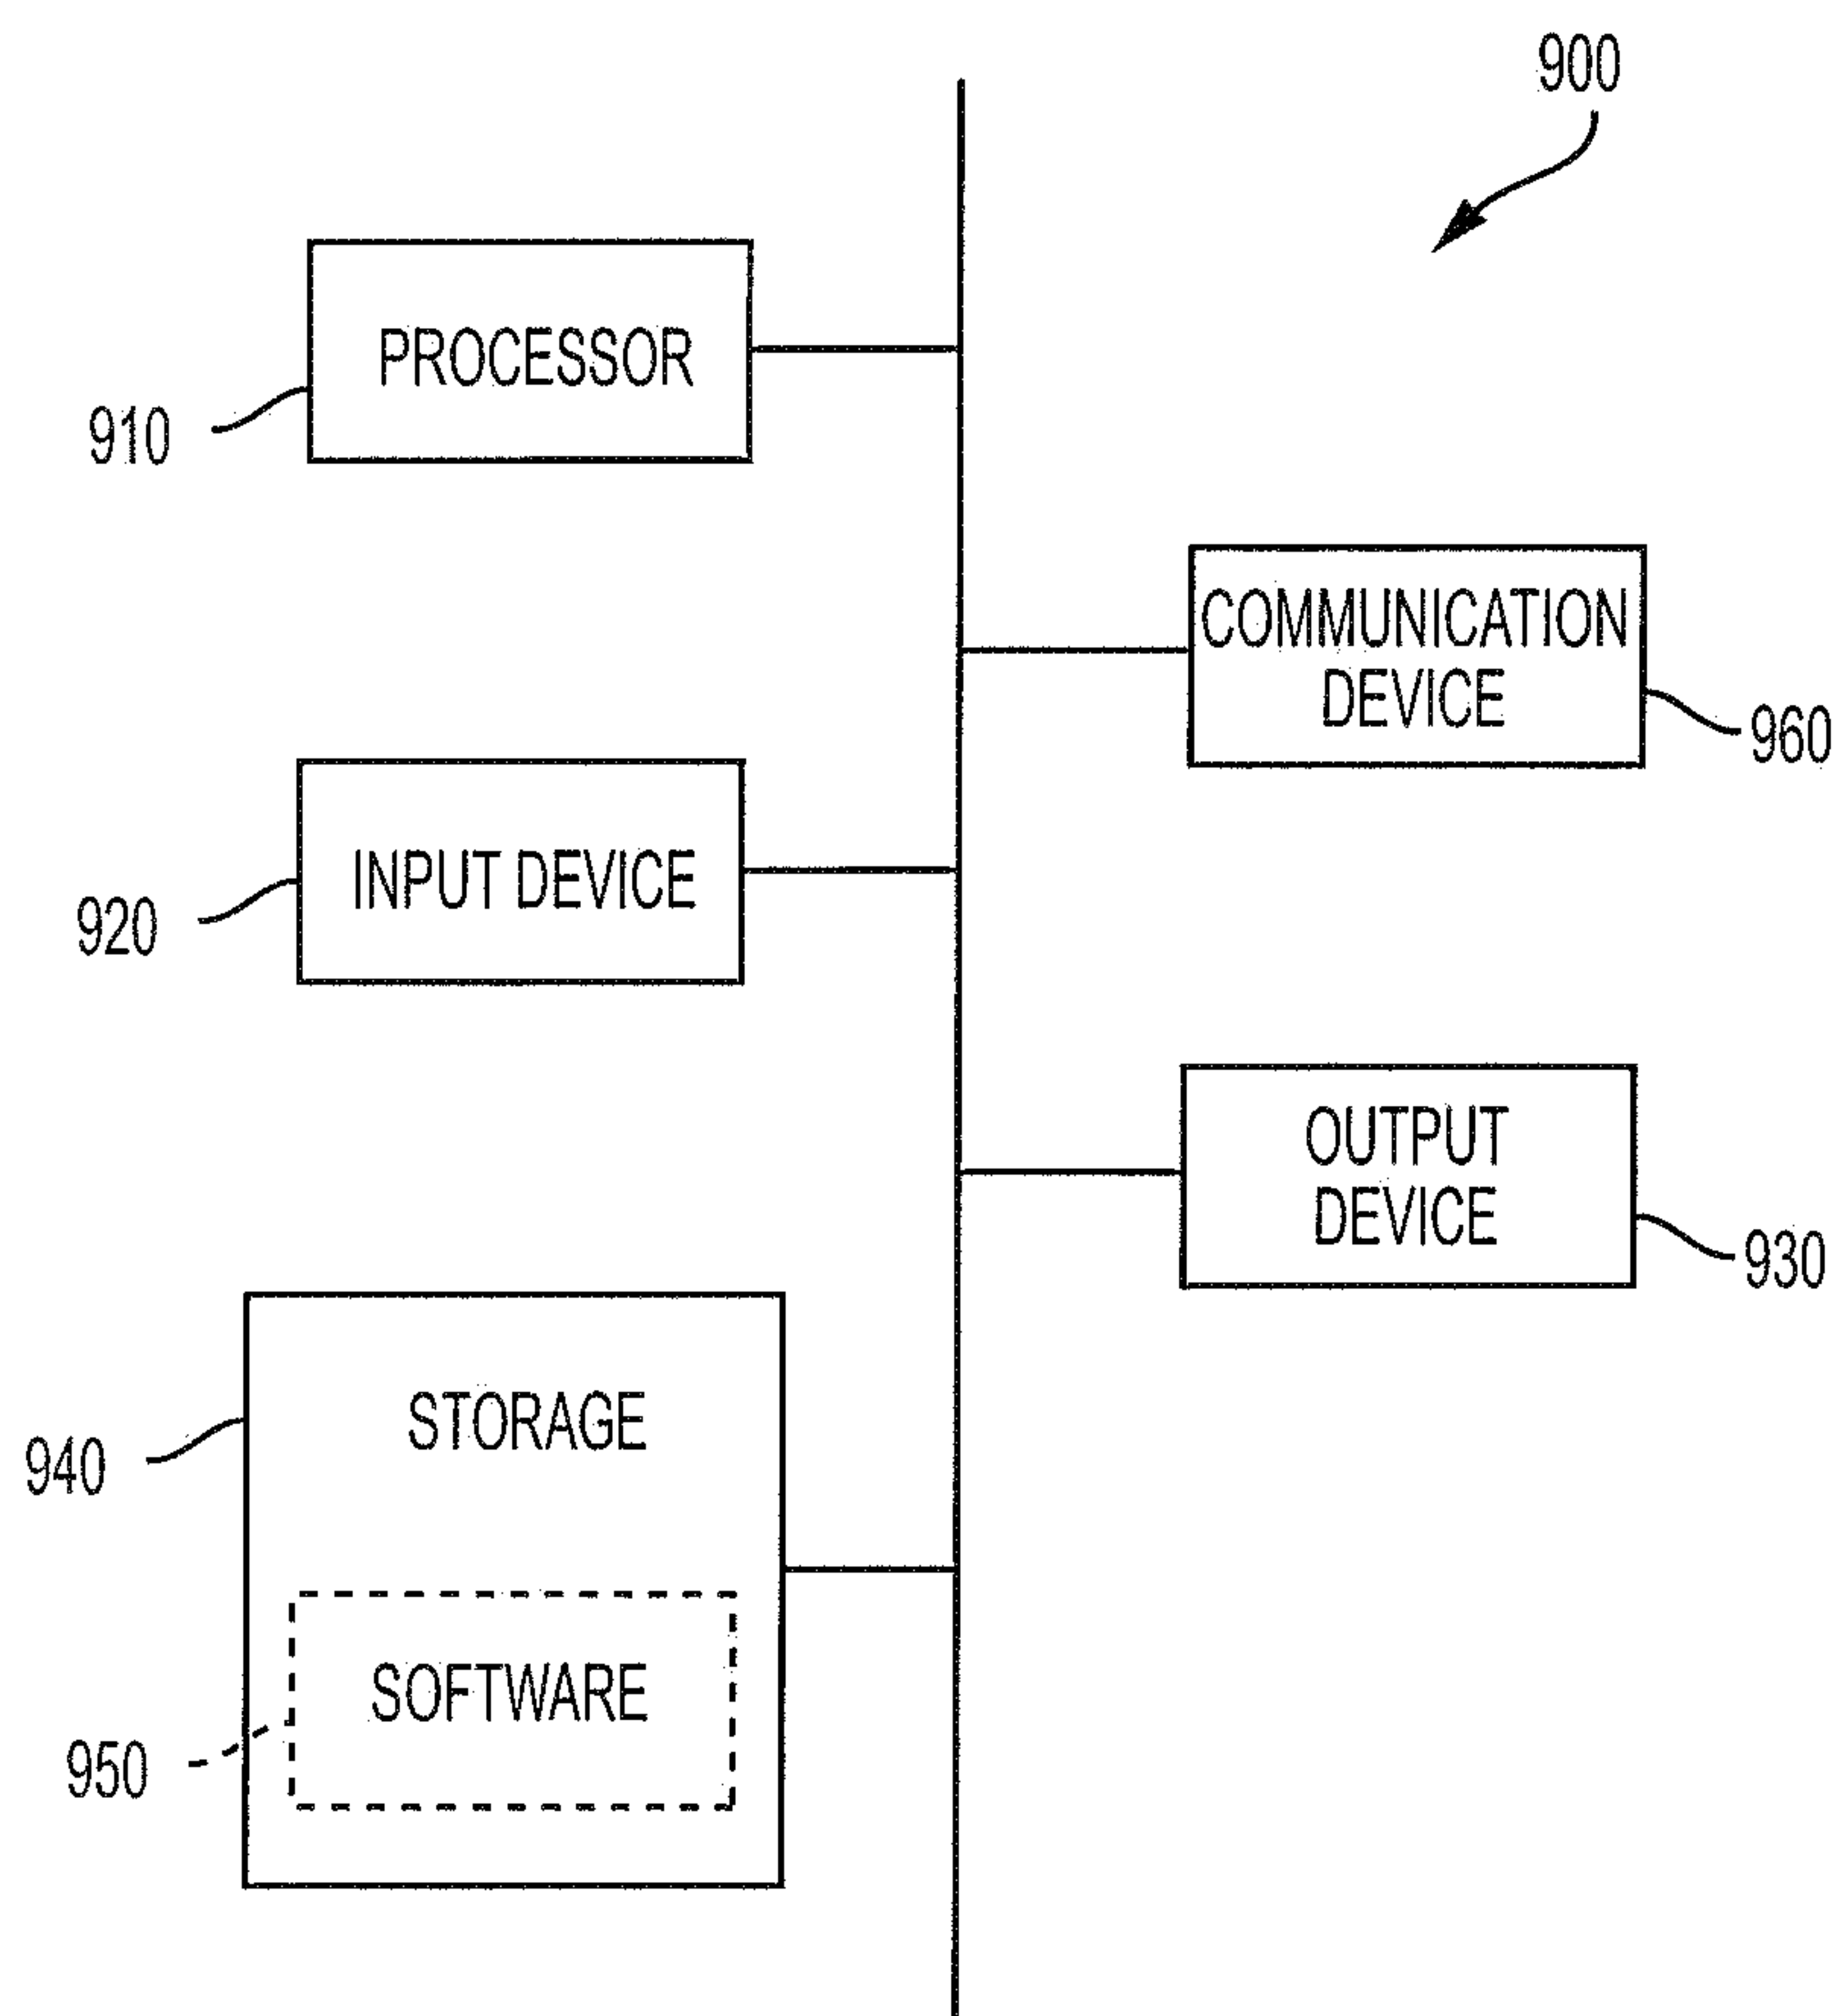 900
PROCESSOR
910
COMMUNICATION
DEVICE
960
INPUT DEVICE
920
OUTPUT
DEVICE
930
STORAGE
940
SOFTWARE
950